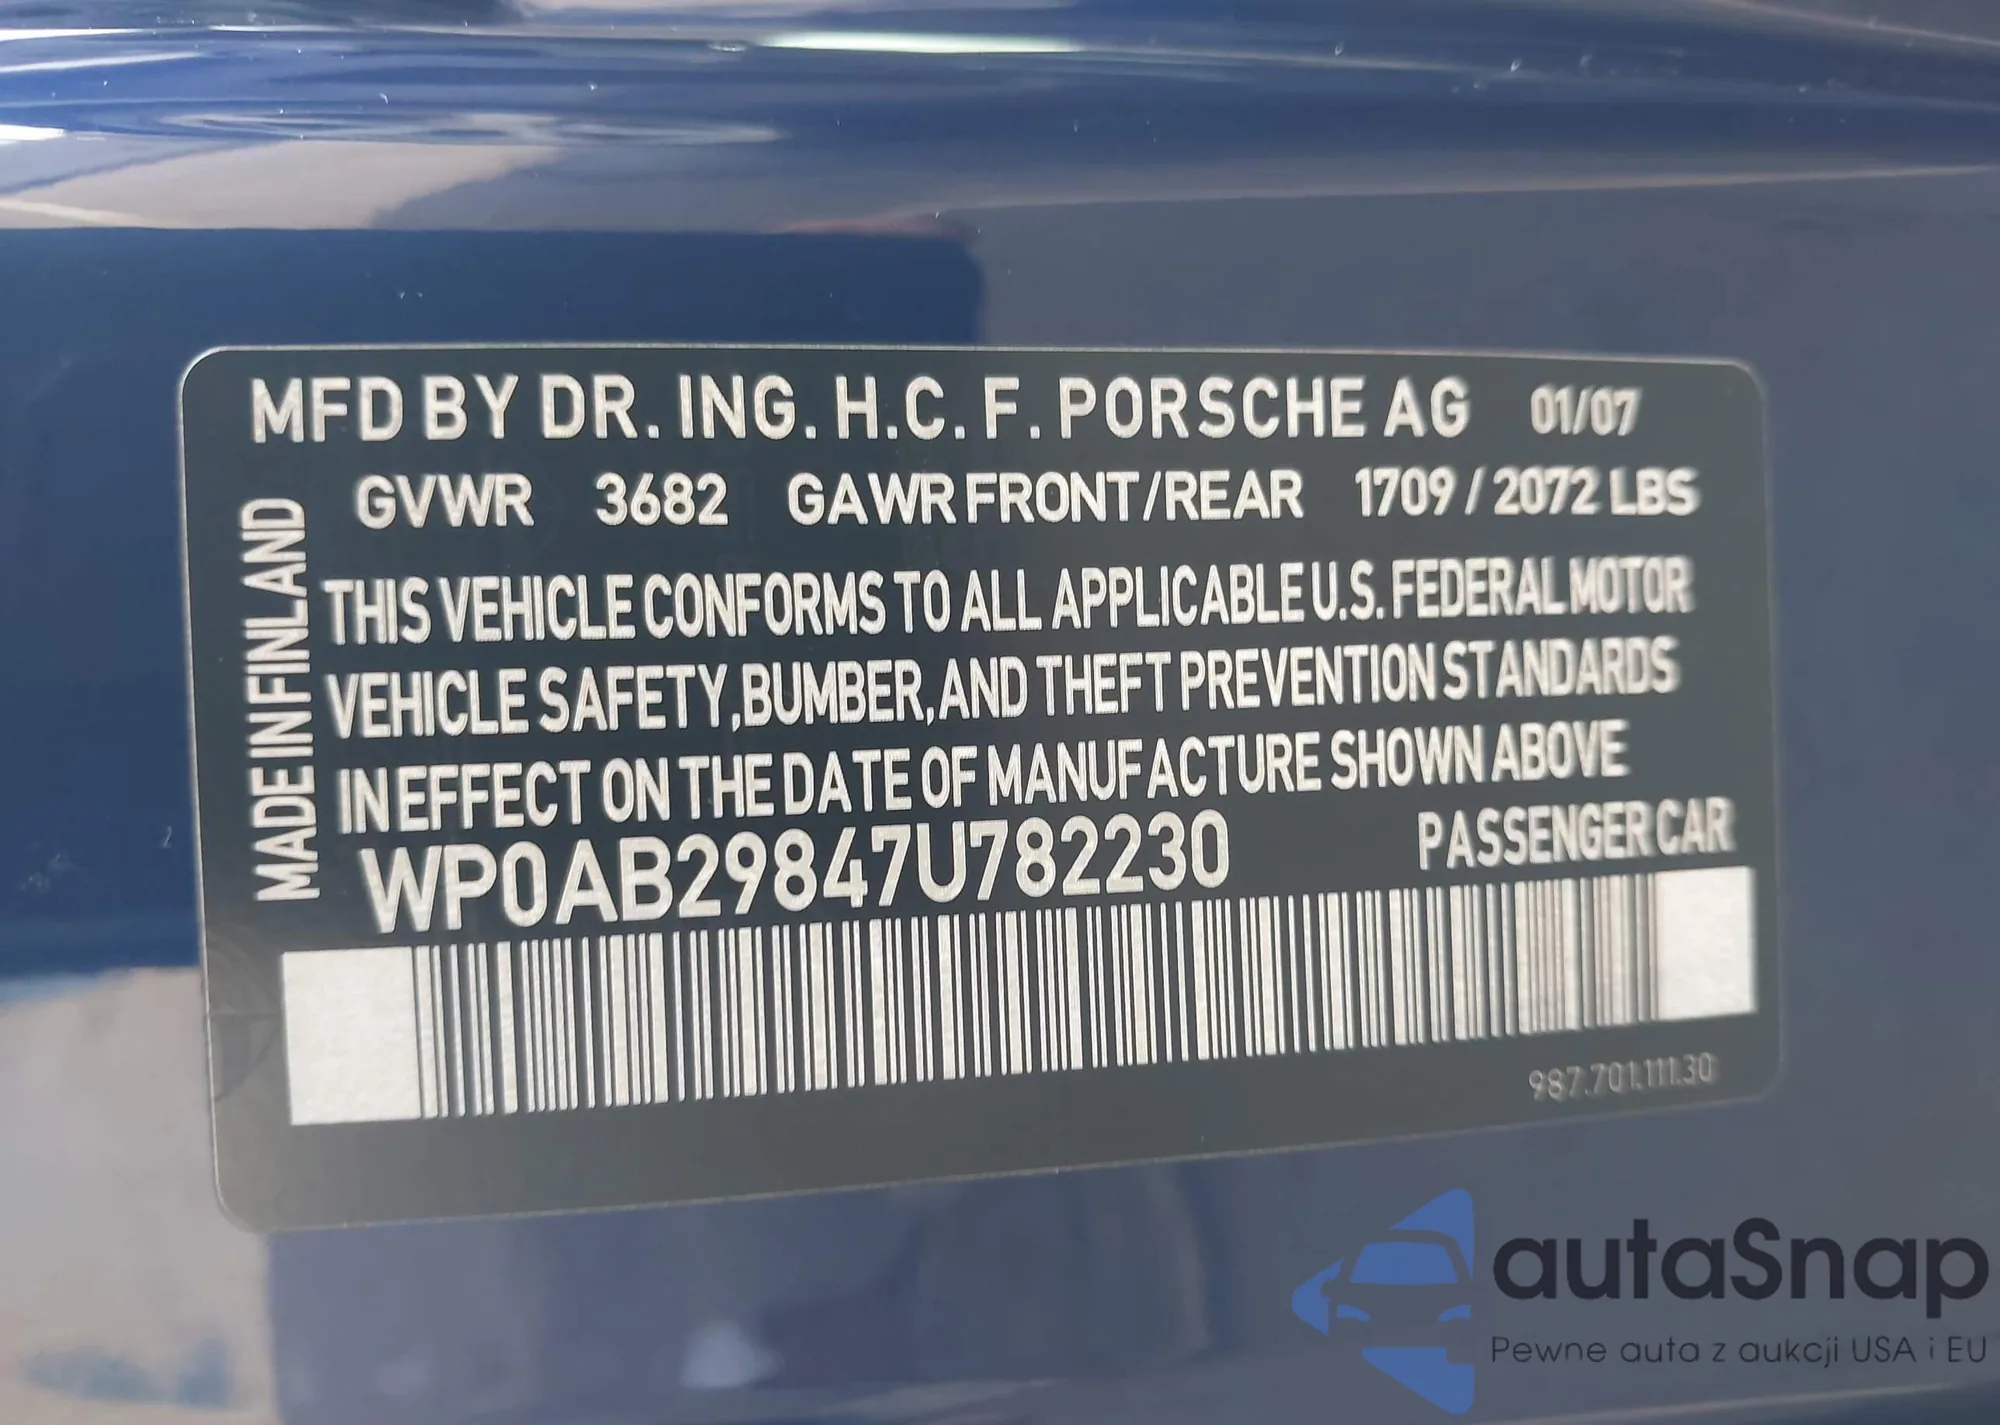 MFD BY DR. ING. H.C. F. PORSCHE AG 01/07
GVWR 3682 GAWR FRONT/REAR 1709 / 2072 LBS
MADE IN FINLAND
THIS VEHICLE CONFORMS TO ALL APPLICABLE U.S. FEDERAL MOTOR
VEHICLE SAFETY, BUMBER, AND THEFT PREVENTION STANDARDS
IN EFFECT ON THE DATE OF MANUFACTURE SHOWN ABOVE
WP0AB29847U782230 PASSENGER CAR
987.701.111.30
autaSnap
Pewne auta z aukcji USA i EU